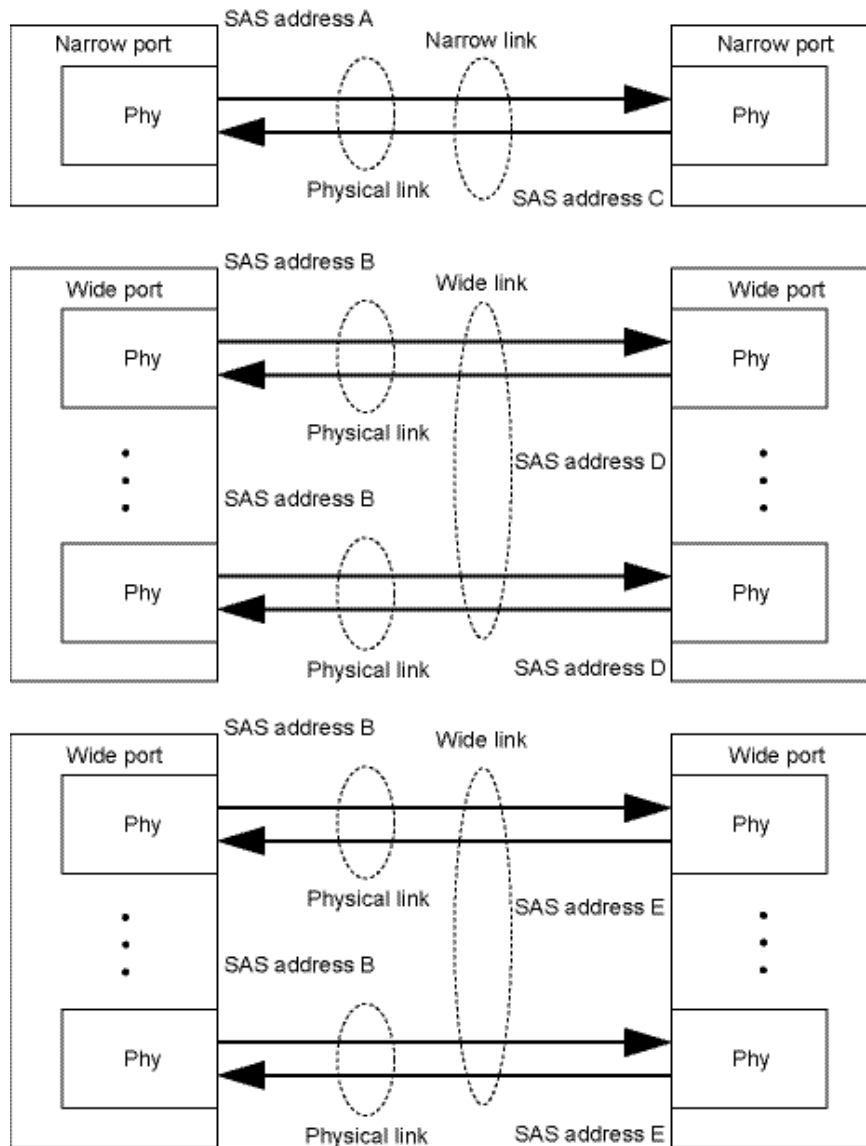 SAS address A
Narrow port
Narrow link
Narrow port
Phy
Phy
Physical link
SAS address C
SAS address B
Wide port
Wide link
Wide port
Phy
Phy
Physical link
SAS address D
SAS address B
Phy
Phy
Physical link
SAS address D
SAS address B
Wide port
Wide link
Wide port
Phy
Phy
Physical link
SAS address E
SAS address B
Phy
Phy
Physical link
SAS address E